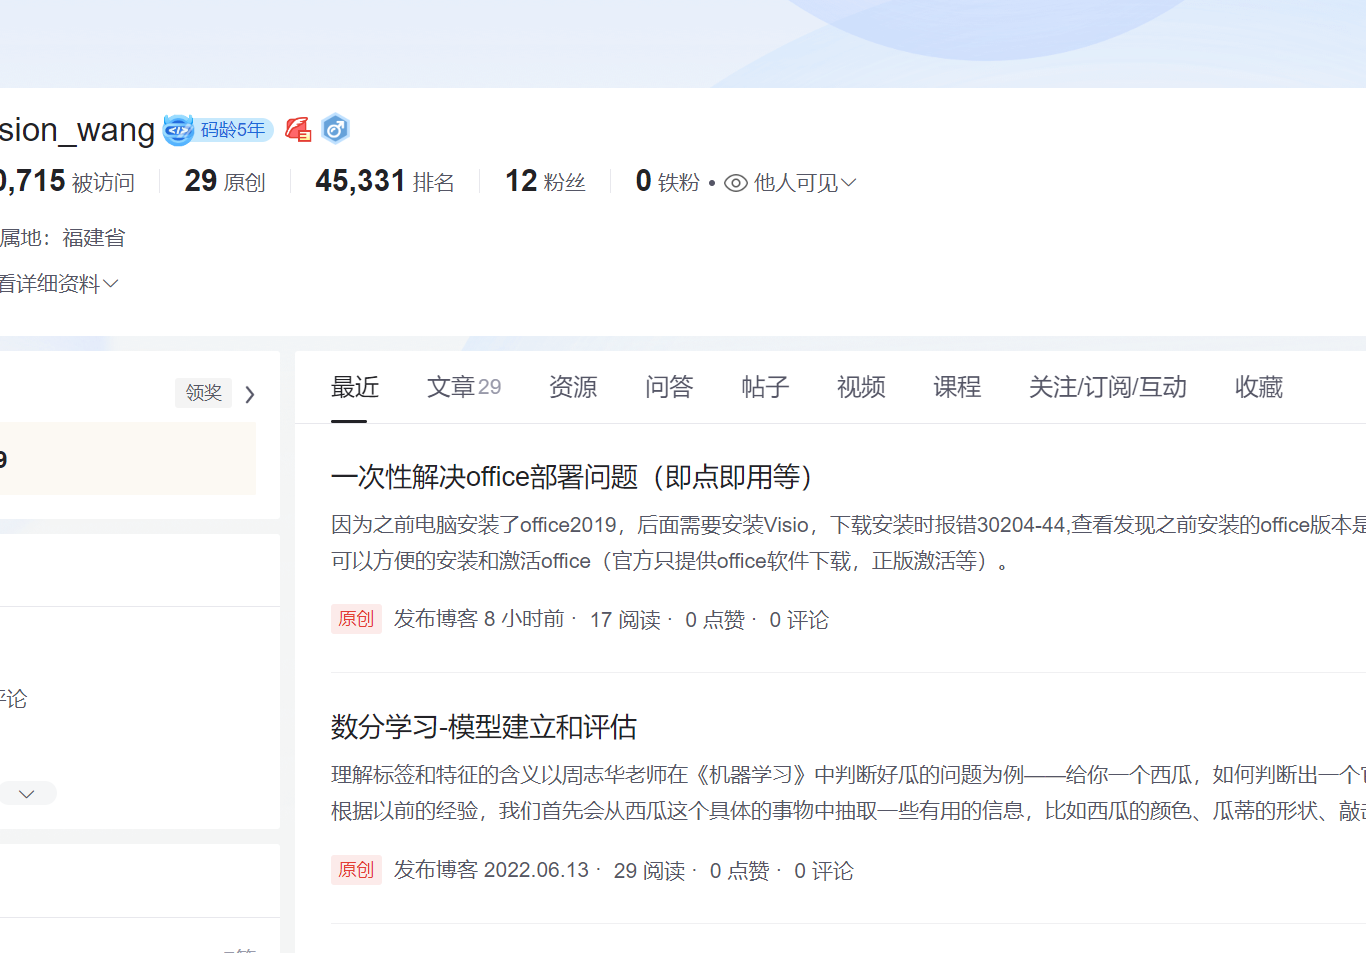 sion_wang 码龄5年
0,715 被访问 29 原创 45,331 排名 12 粉丝 0 铁粉 • 他人可见
属地：福建省
看详细资料
领奖
9
评论
最近 文章29 资源 问答 帖子 视频 课程 关注/订阅/互动 收藏
一次性解决office部署问题（即点即用等）
因为之前电脑安装了office2019，后面需要安装Visio，下载安装时报错30204-44,查看发现之前安装的office版本是
可以方便的安装和激活office（官方只提供office软件下载，正版激活等）。
原创 发布博客 8 小时前 · 17 阅读 · 0 点赞 · 0 评论
数分学习-模型建立和评估
理解标签和特征的含义以周志华老师在《机器学习》中判断好瓜的问题为例——给你一个西瓜，如何判断出一个它
根据以前的经验，我们首先会从西瓜这个具体的事物中抽取一些有用的信息，比如西瓜的颜色、瓜蒂的形状、敲击
原创 发布博客 2022.06.13 · 29 阅读 · 0 点赞 · 0 评论